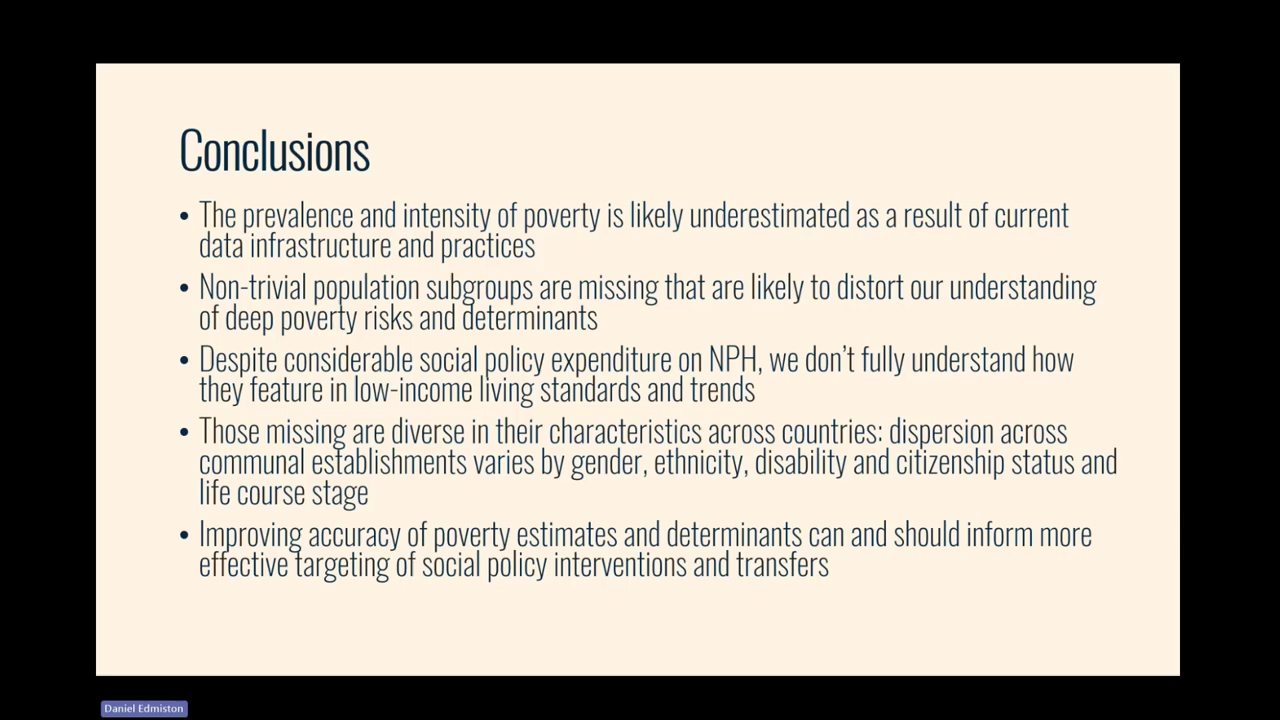 Conclusions
• The prevalence and intensity of poverty is likely underestimated as a result of current
data infrastructure and practices
• Non-trivial population subgroups are missing that are likely to distort our understanding
of deep poverty risks and determinants
• Despite considerable social policy expenditure on NPH, we don’t fully understand how
they feature in low-income living standards and trends
• Those missing are diverse in their characteristics across countries: dispersion across
communal establishments varies by gender, ethnicity, disability and citizenship status and
life course stage
• Improving accuracy of poverty estimates and determinants can and should inform more
effective targeting of social policy interventions and transfers
Daniel Edmiston